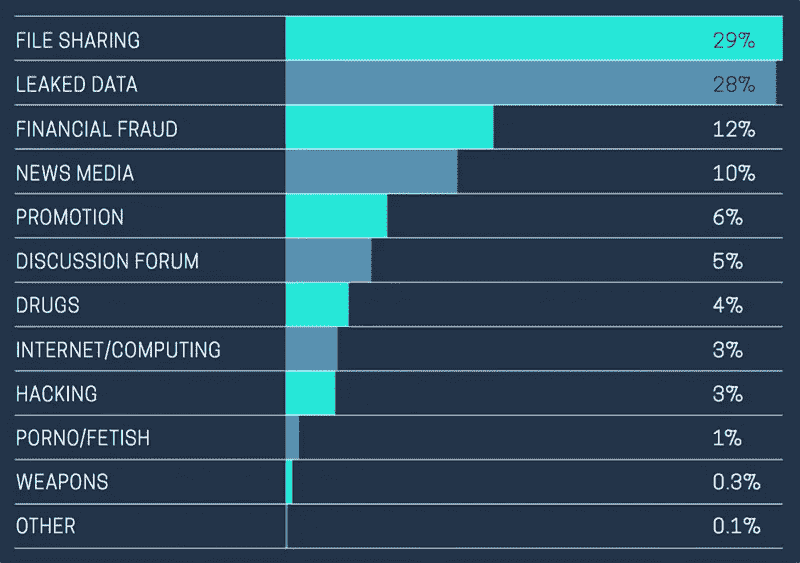 FILE SHARING 29%
LEAKED DATA 28%
FINANCIAL FRAUD 12%
NEWS MEDIA 10%
PROMOTION 6%
DISCUSSION FORUM 5%
DRUGS 4%
INTERNET/COMPUTING 3%
HACKING 3%
PORNO/FETISH 1%
WEAPONS 0.3%
OTHER 0.1%